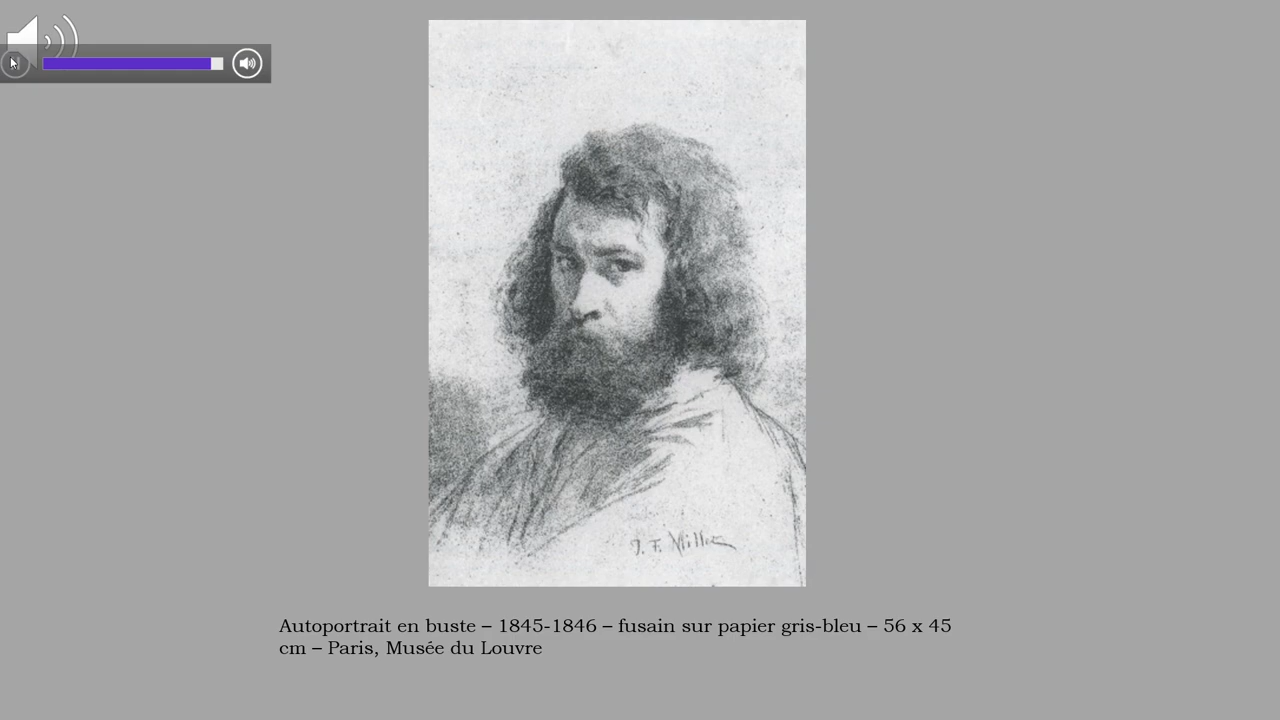 J. F. Millet
Autoportrait en buste – 1845-1846 – fusain sur papier gris-bleu – 56 x 45
cm – Paris, Musée du Louvre